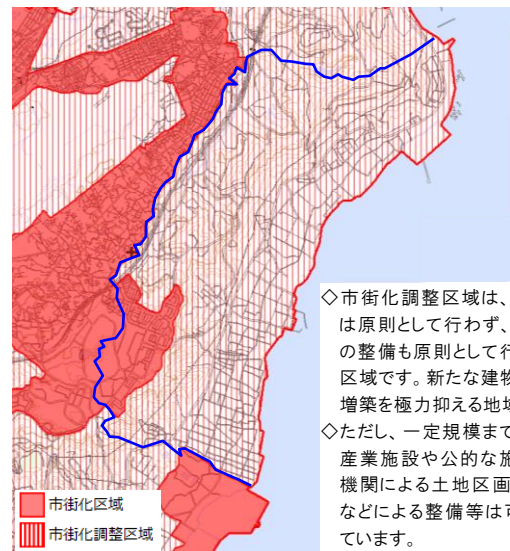 ◇市街化調整区域は、
は原則として行わず、
の整備も原則として行
区域です。新たな建物
増築を極力抑える地域
◇ただし、一定規模まで
産業施設や公的な施
機関による土地区画
などによる整備等は可
ています。
市街化区域
市街化調整区域